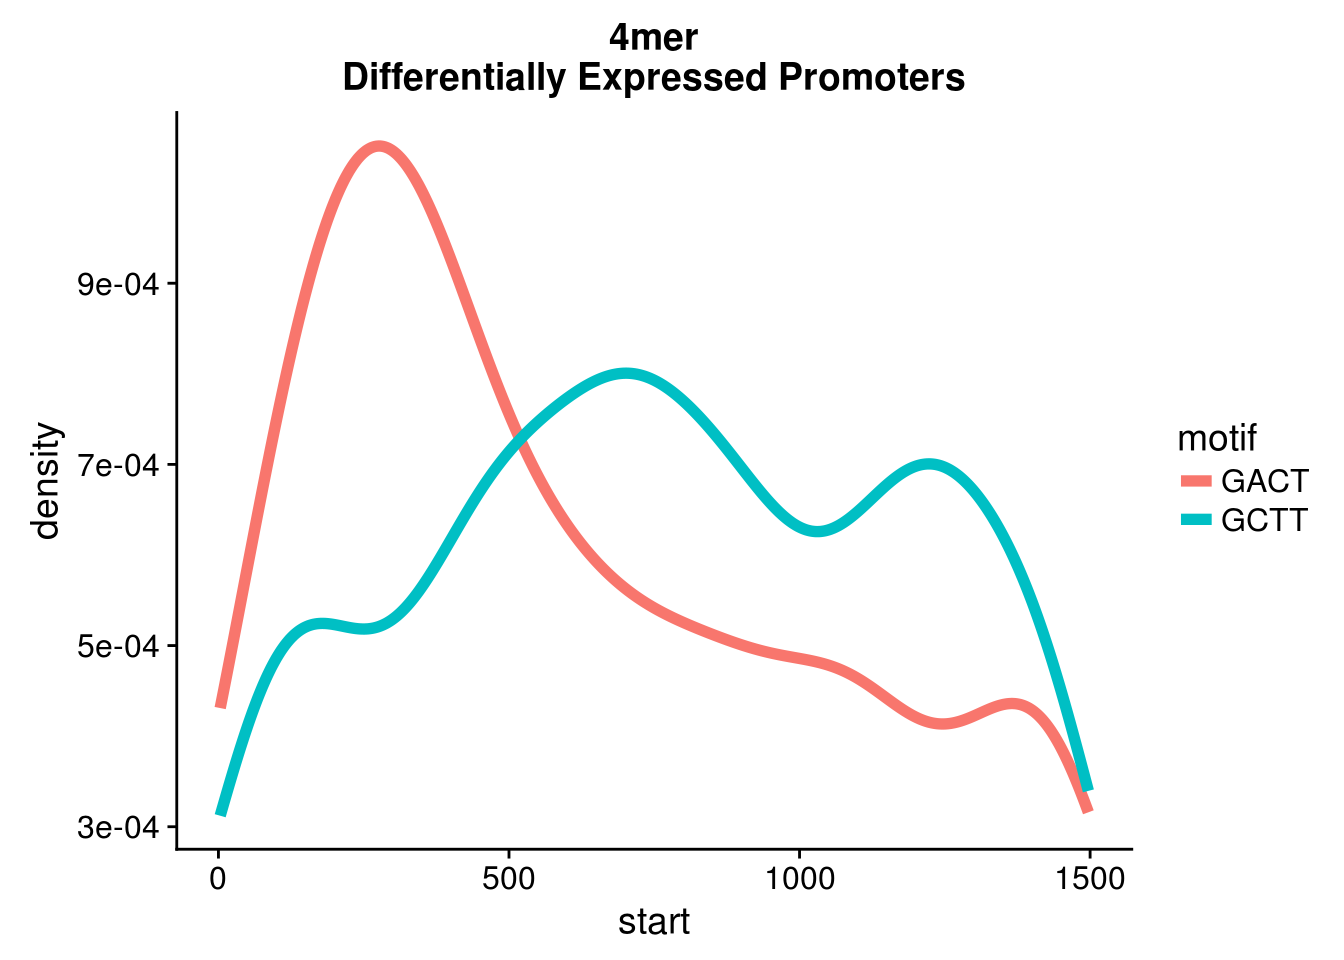 4mer
Differentially Expressed Promoters
9e-04
7e-04
5e-04
3e-04
density
0
500
1000
1500
start
motif
GACT
GCTT